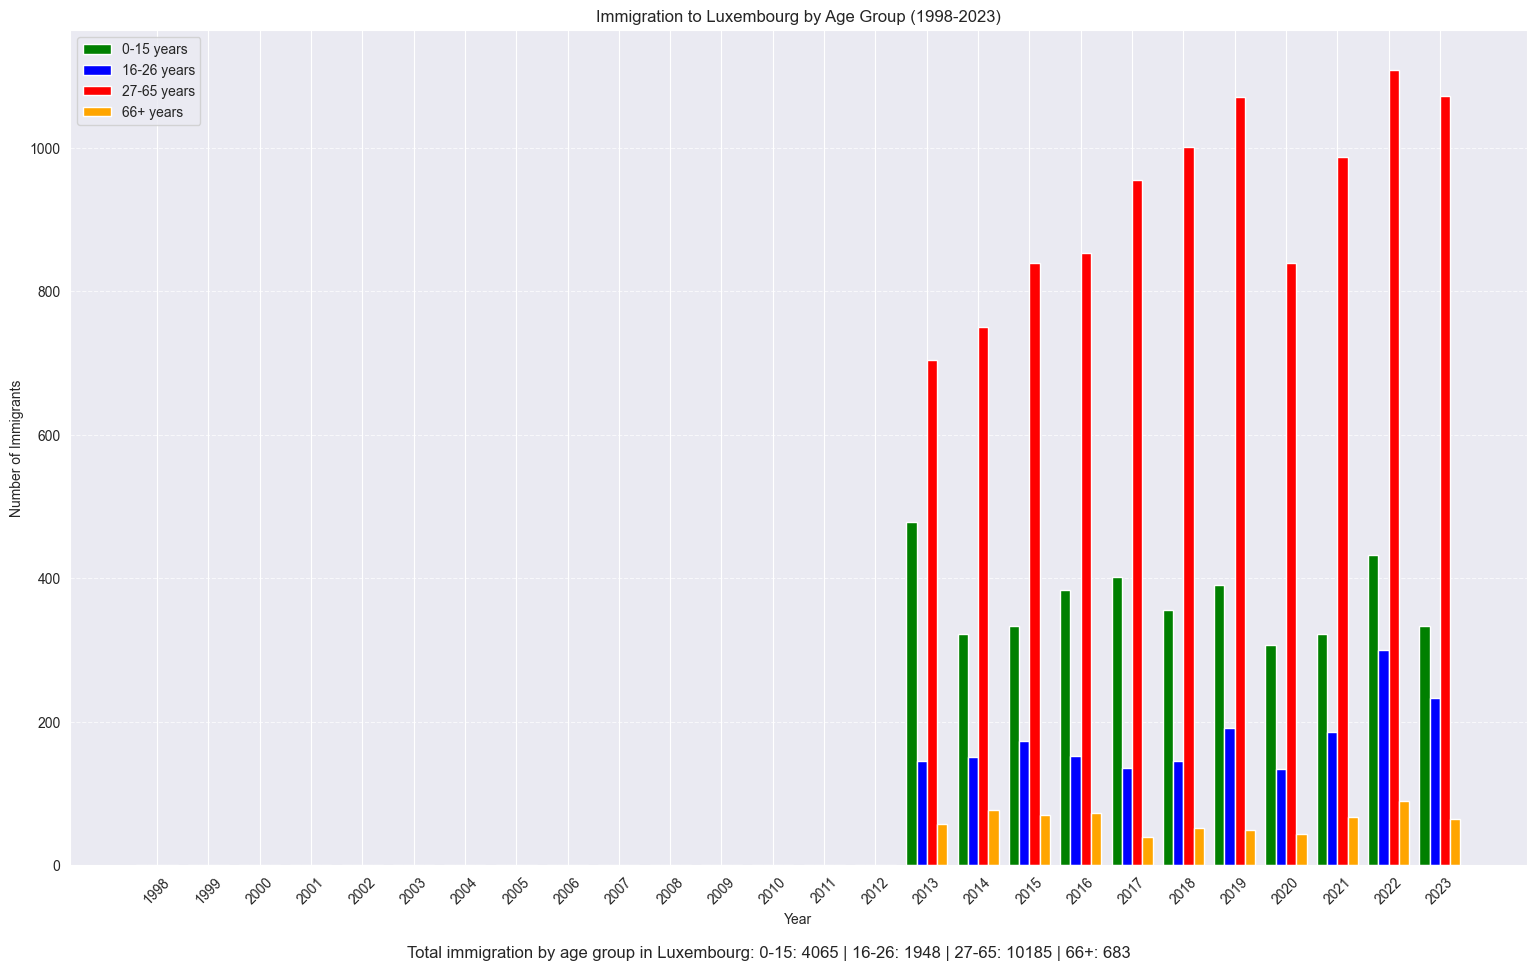 Immigration to Luxembourg by Age Group (1998-2023)
0-15 years
16-26 years
27-65 years
66+ years
Number of Immigrants
1000
800
600
400
200
0
1998 1999 2000 2001 2002 2003 2004 2005 2006 2007 2008 2009 2010 2011 2012 2013 2014 2015 2016 2017 2018 2019 2020 2021 2022 2023
Year
Total immigration by age group in Luxembourg: 0-15: 4065 | 16-26: 1948 | 27-65: 10185 | 66+: 683